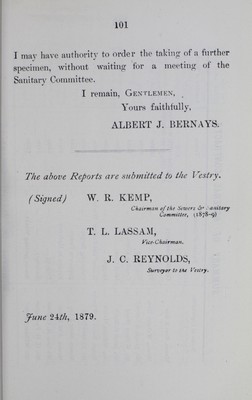 101
I may have authority to order the taking of a further
specimen, without waiting for a meeting of the
Sanitary Committee.
I remain, GENTLEMEN,
Yours faithfully,
ALBERT J. BERNAYS.
The above Reports are submitted to the Vestry.
(Signed) W. R. KEMP,
Chairman of the Sewers & Sanitary
Committee, (1878-9)
T. L. LASSAM,
Vice-Chairman.
J. C. REYNOLDS,
Surveyor to the Vestry.
June 24th, 1879.